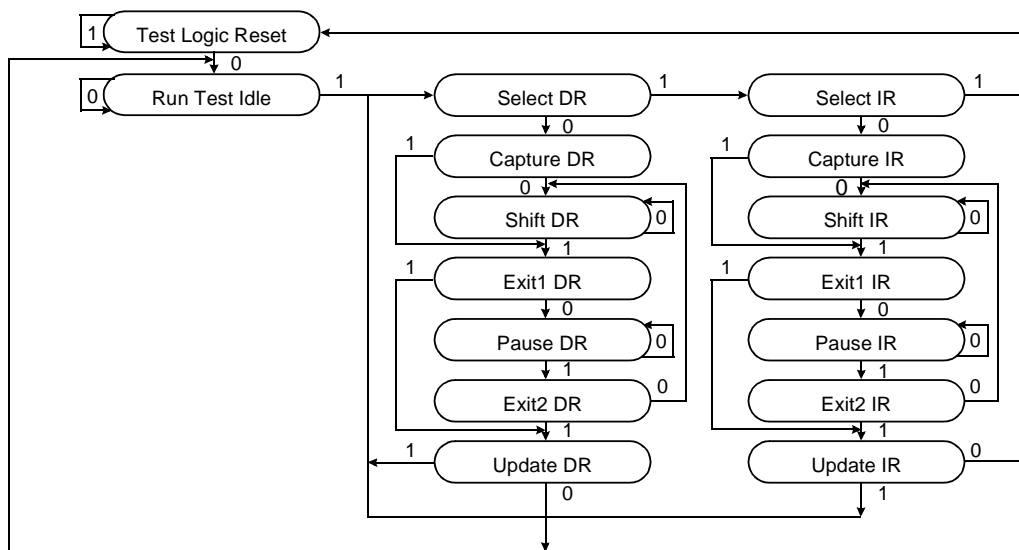 1 Test Logic Reset
0
0 Run Test Idle 1 Select DR 1 Select IR 1
0 0
1 Capture DR 1 Capture IR
0 0
Shift DR 0 Shift IR 0
1 1
1 Exit1 DR 1 Exit1 IR
0 0
Pause DR 0 Pause IR 0
1 1
Exit2 DR 0 Exit2 IR 0
1 1
1 Update DR Update IR 0
0 1